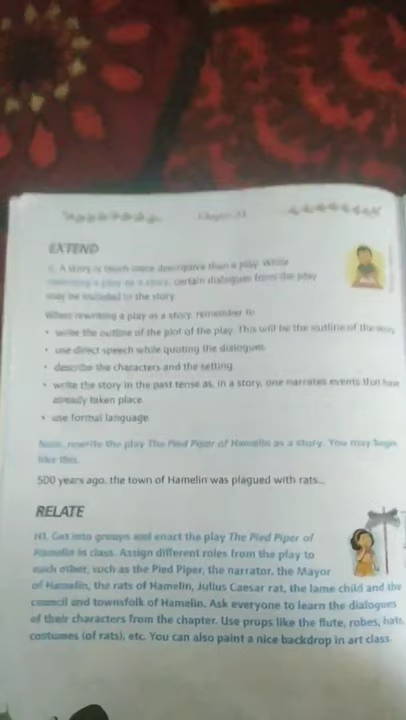 EXTEND
A story is much more descriptive than a play. While
certain dialogues from the play
may be included in the story.
When rewriting a play as a story, remember to
• write the outline of the plot of the play. This will be the outline of the story.
• use direct speech while quoting the dialogues.
• describe the characters and the setting.
• write the story in the past tense as, in a story, one narrates events that have
already taken place.
• use formal language.
Now, rewrite the play The Pied Piper of Hamelin as a story. You may begin
like this.
500 years ago, the town of Hamelin was plagued with rats...
RELATE
H1. Get into groups and enact the play The Pied Piper of
Hamelin in class. Assign different roles from the play to
each other, such as the Pied Piper, the narrator, the Mayor
of Hamelin, the rats of Hamelin, Julius Caesar rat, the lame child and the
council and townsfolk of Hamelin. Ask everyone to learn the dialogues
of their characters from the chapter. Use props like the flute, robes, hats,
costumes (of rats), etc. You can also paint a nice backdrop in art class.